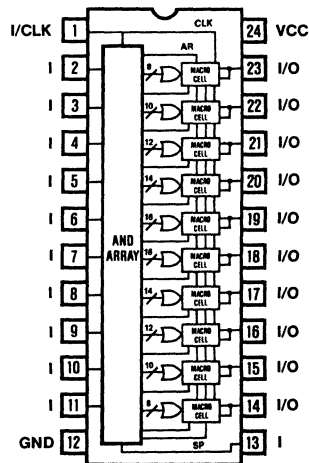 CLK
I/CLK 1 24 VCC
AR
I 2 8 MACRO CELL 23 I/O
I 3 10 MACRO CELL 22 I/O
I 4 12 MACRO CELL 21 I/O
I 5 14 MACRO CELL 20 I/O
I 6 16 MACRO CELL 19 I/O
AND ARRAY
I 7 16 MACRO CELL 18 I/O
I 8 14 MACRO CELL 17 I/O
I 9 12 MACRO CELL 16 I/O
I 10 10 MACRO CELL 15 I/O
I 11 8 MACRO CELL 14 I/O
GND 12 SP 13 I